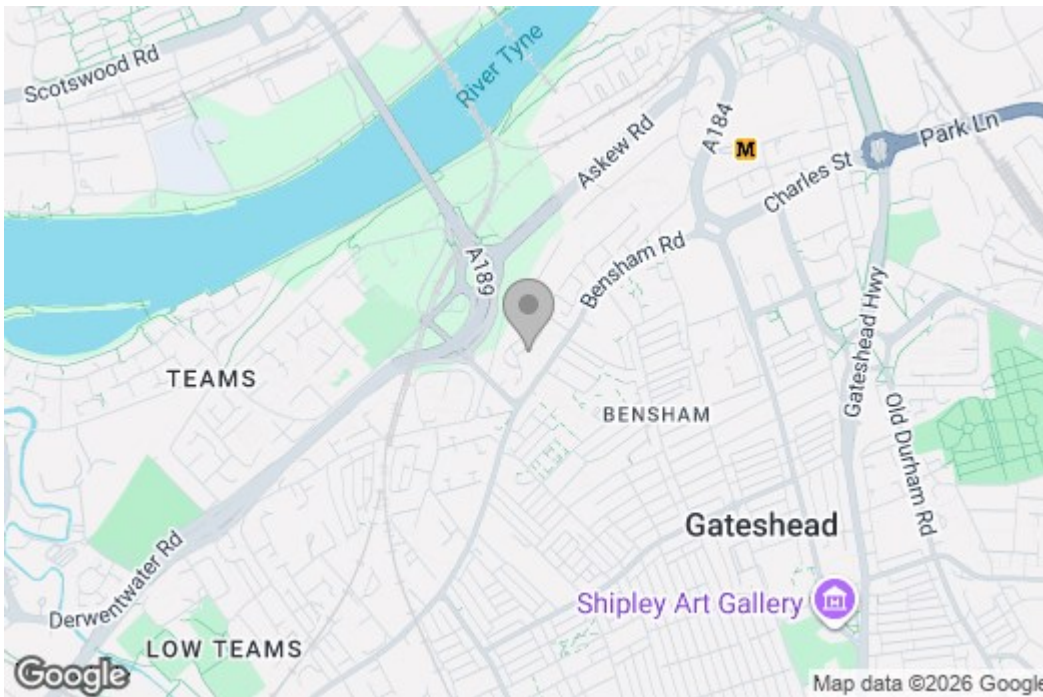 Scotswood Rd
River Tyne
Askew Rd
A184
M
Park Ln
Charles St
A189
Bensham Rd
Gateshead Hwy
TEAMS
BENSHAM
Old Durham Rd
Gateshead
Derwentwater Rd
Shipley Art Gallery
LOW TEAMS
Google
Map data ©2026 Google